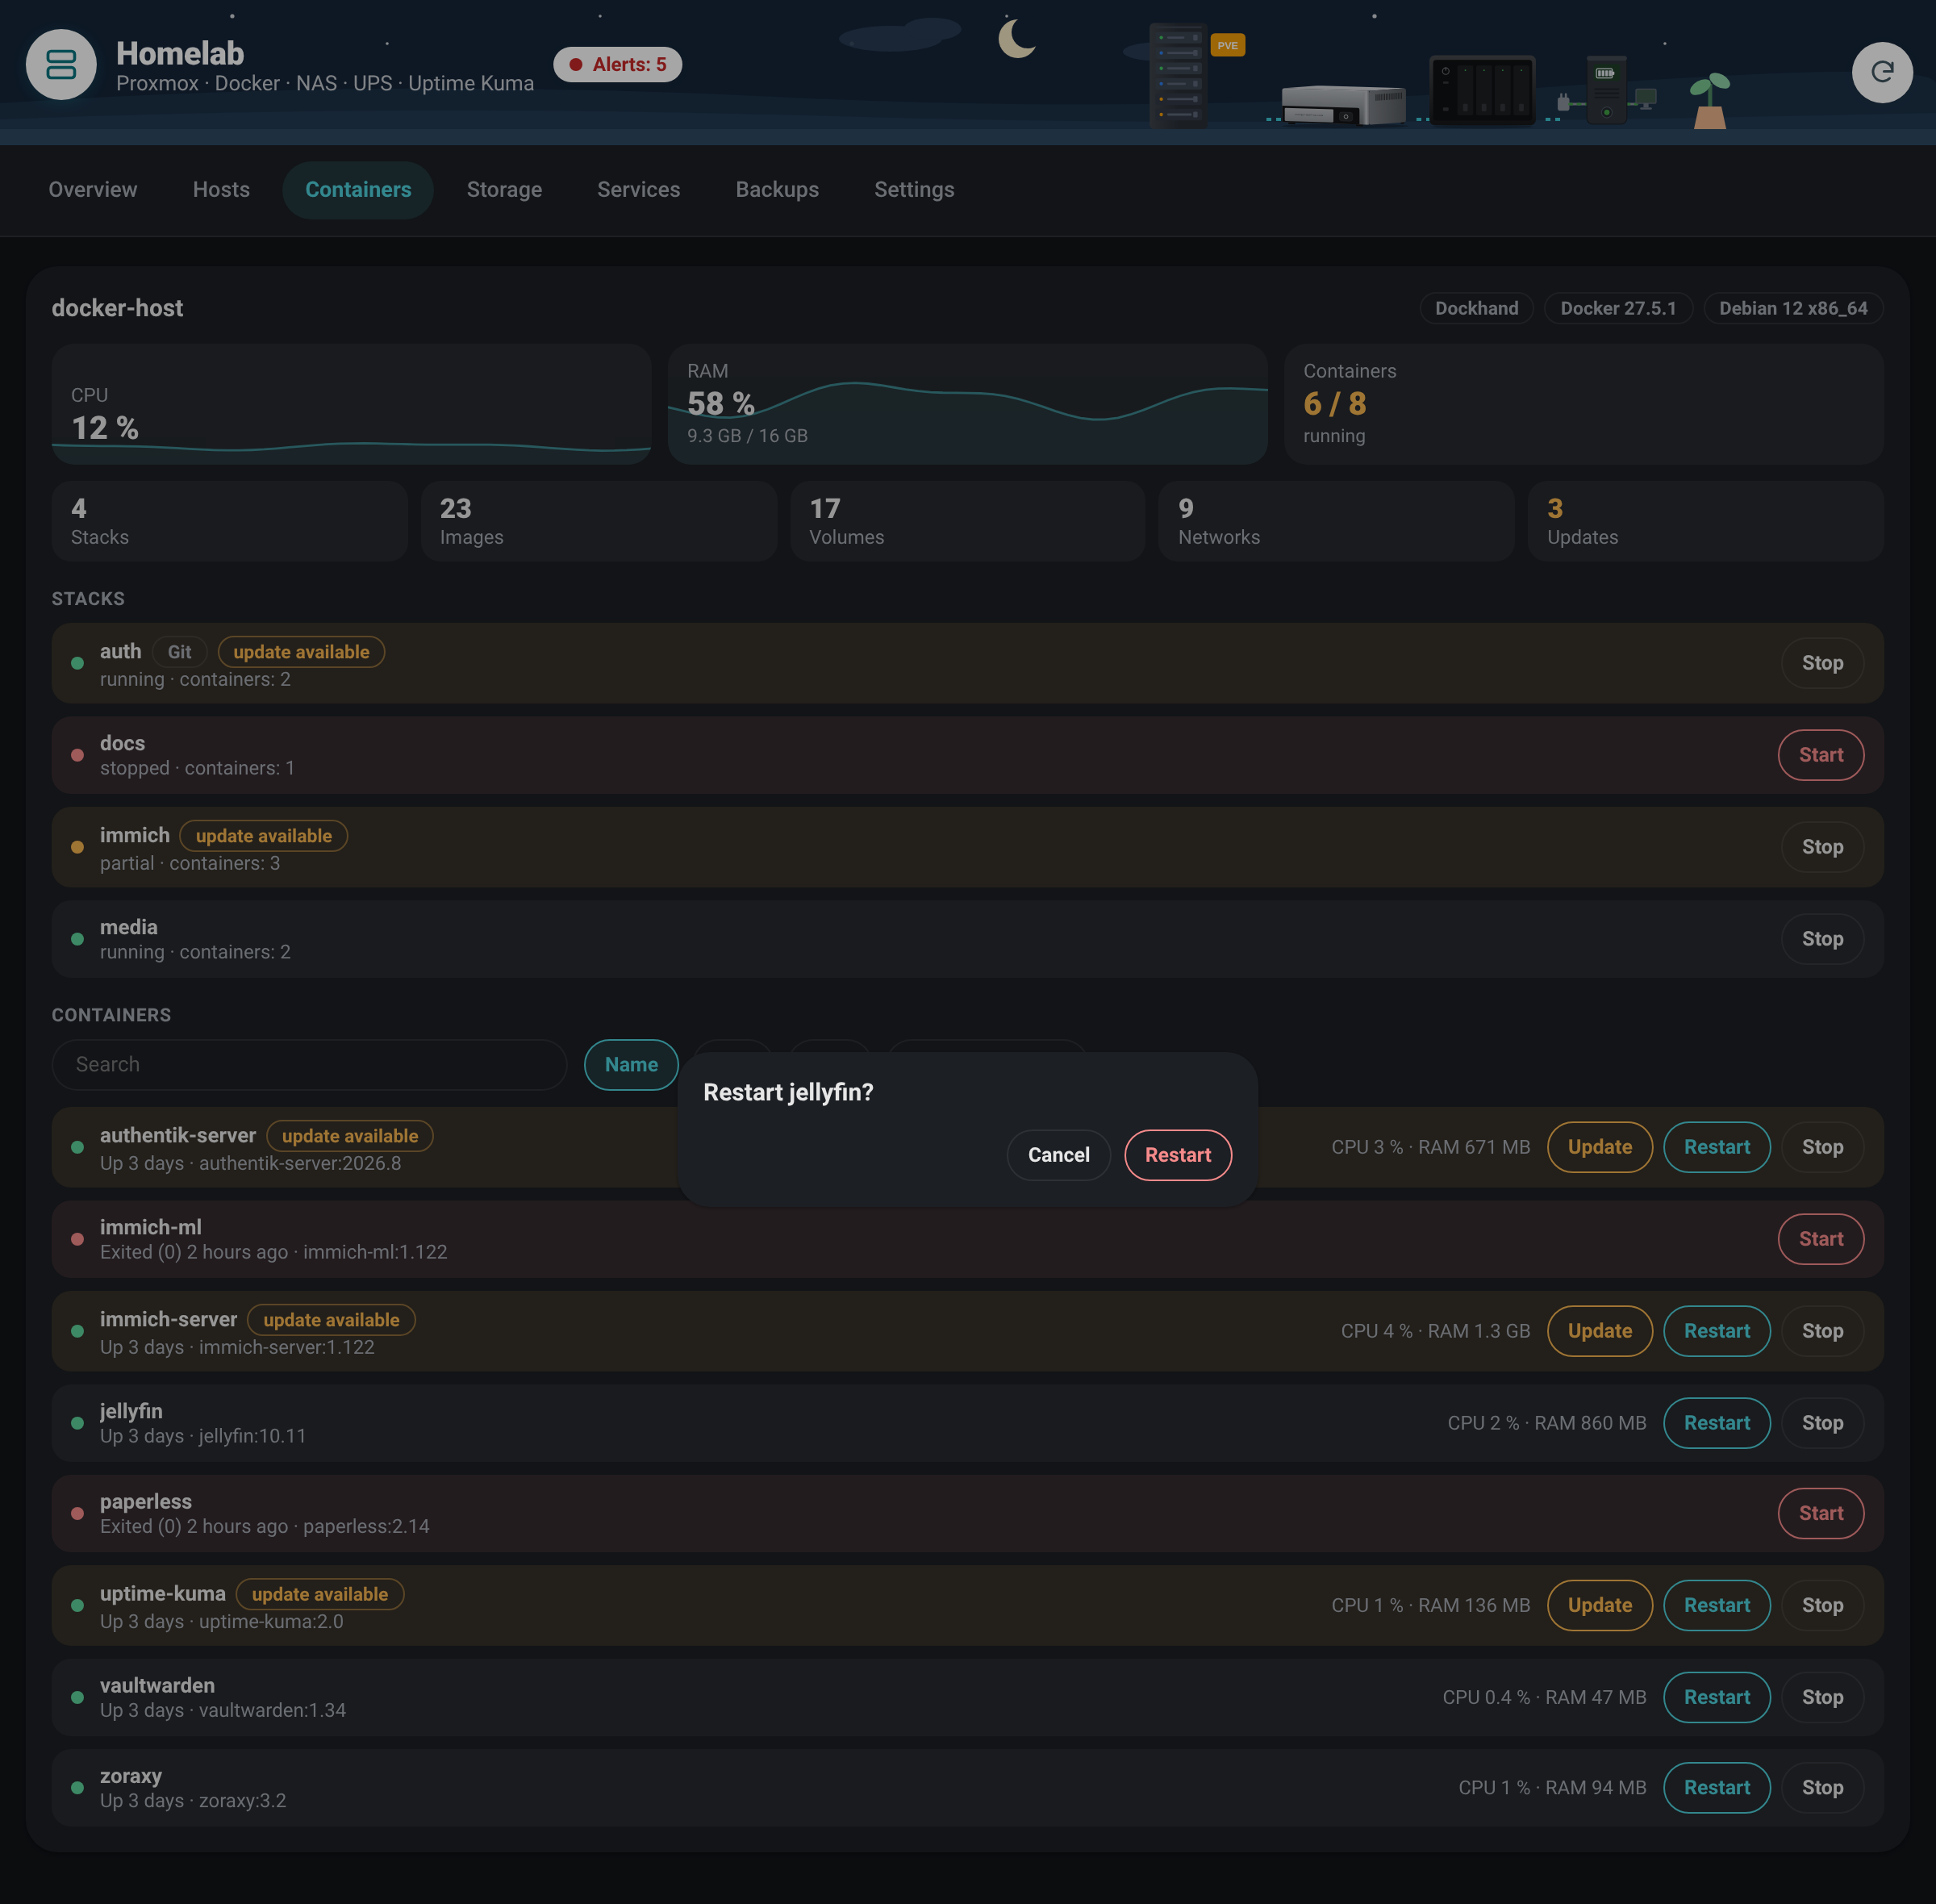 Homelab
Proxmox · Docker · NAS · UPS · Uptime Kuma
Alerts: 5
PVE
Overview
Hosts
Containers
Storage
Services
Backups
Settings
docker-host
Dockhand
Docker 27.5.1
Debian 12 x86_64
CPU
12 %
RAM
58 %
9.3 GB / 16 GB
Containers
6 / 8
running
4
Stacks
23
Images
17
Volumes
9
Networks
3
Updates
STACKS
auth Git update available
running · containers: 2
Stop
docs
stopped · containers: 1
Start
immich update available
partial · containers: 3
Stop
media
running · containers: 2
Stop
CONTAINERS
Search
Name
Restart jellyfin?
Cancel
Restart
authentik-server update available
Up 3 days · authentik-server:2026.8
CPU 3 % · RAM 671 MB
Update
Restart
Stop
immich-ml
Exited (0) 2 hours ago · immich-ml:1.122
Start
immich-server update available
Up 3 days · immich-server:1.122
CPU 4 % · RAM 1.3 GB
Update
Restart
Stop
jellyfin
Up 3 days · jellyfin:10.11
CPU 2 % · RAM 860 MB
Restart
Stop
paperless
Exited (0) 2 hours ago · paperless:2.14
Start
uptime-kuma update available
Up 3 days · uptime-kuma:2.0
CPU 1 % · RAM 136 MB
Update
Restart
Stop
vaultwarden
Up 3 days · vaultwarden:1.34
CPU 0.4 % · RAM 47 MB
Restart
Stop
zoraxy
Up 3 days · zoraxy:3.2
CPU 1 % · RAM 94 MB
Restart
Stop